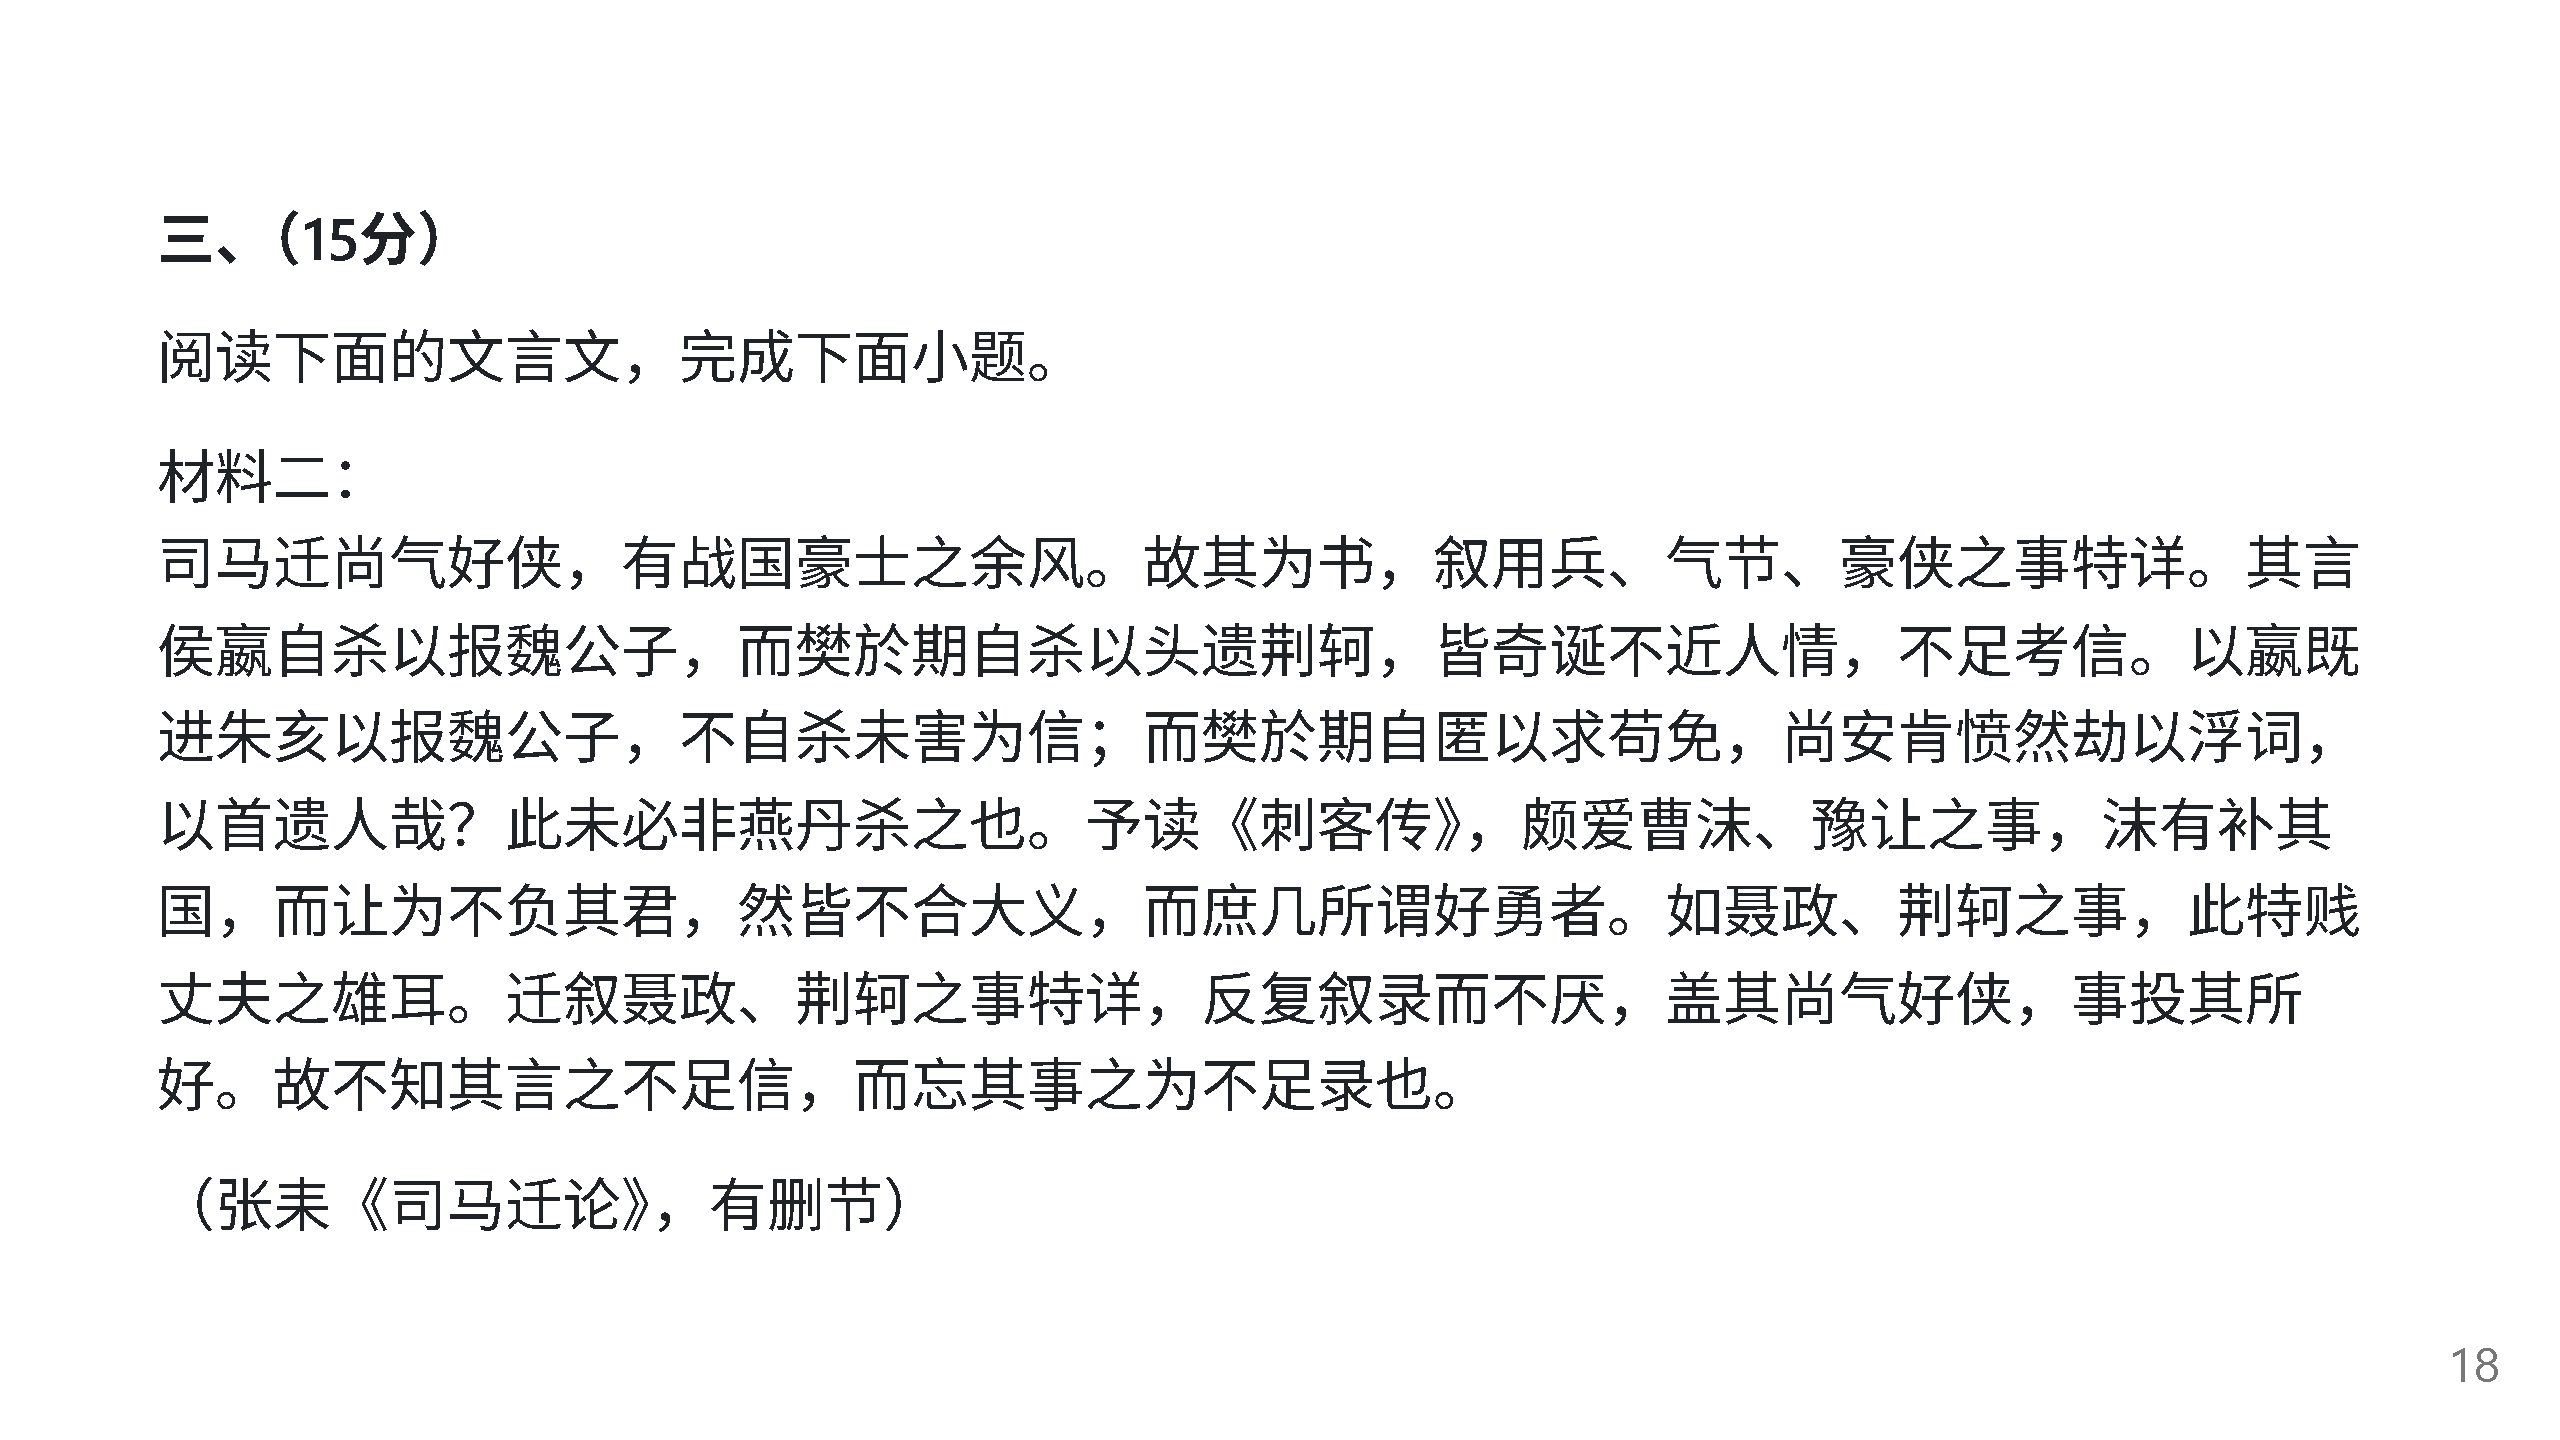 三、（15分）
阅读下面的文言文，完成下面小题。
材料二：
司马迁尚气好侠，有战国豪士之余风。故其为书，叙用兵、气节、豪侠之事特详。其言
侯嬴自杀以报魏公子，而樊於期自杀以头遗荆轲，皆奇诞不近人情，不足考信。以嬴既
进朱亥以报魏公子，不自杀未害为信；而樊於期自匿以求苟免，尚安肯愤然劫以浮词，
以首遗人哉？此未必非燕丹杀之也。予读《刺客传》，颇爱曹沫、豫让之事，沫有补其
国，而让为不负其君，然皆不合大义，而庶几所谓好勇者。如聂政、荆轲之事，此特贱
丈夫之雄耳。迁叙聂政、荆轲之事特详，反复叙录而不厌，盖其尚气好侠，事投其所
好。故不知其言之不足信，而忘其事之为不足录也。
（张耒《司马迁论》，有删节）
18